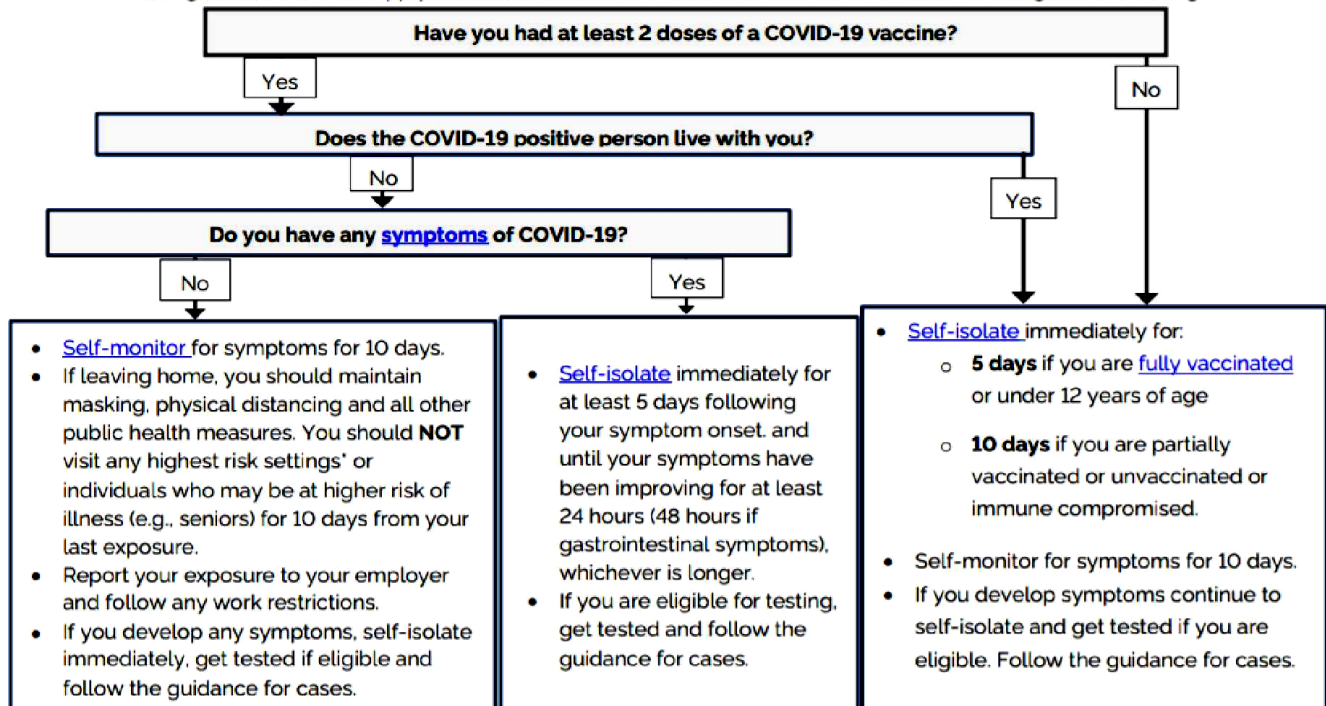 Have you had at least 2 doses of a COVID-19 vaccine?
Yes
No
Does the COVID-19 positive person live with you?
No
Yes
Do you have any symptoms of COVID-19?
No
Yes
• Self-monitor for symptoms for 10 days.
• If leaving home, you should maintain
masking, physical distancing and all other
public health measures. You should NOT
visit any highest risk settings* or
individuals who may be at higher risk of
illness (e.g., seniors) for 10 days from your
last exposure.
• Report your exposure to your employer
and follow any work restrictions.
• If you develop any symptoms, self-isolate
immediately, get tested if eligible and
follow the guidance for cases.
• Self-isolate immediately for
at least 5 days following
your symptom onset. and
until your symptoms have
been improving for at least
24 hours (48 hours if
gastrointestinal symptoms),
whichever is longer.
• If you are eligible for testing,
get tested and follow the
guidance for cases.
• Self-isolate immediately for:
o 5 days if you are fully vaccinated
or under 12 years of age
o 10 days if you are partially
vaccinated or unvaccinated or
immune compromised.
• Self-monitor for symptoms for 10 days.
• If you develop symptoms continue to
self-isolate and get tested if you are
eligible. Follow the guidance for cases.